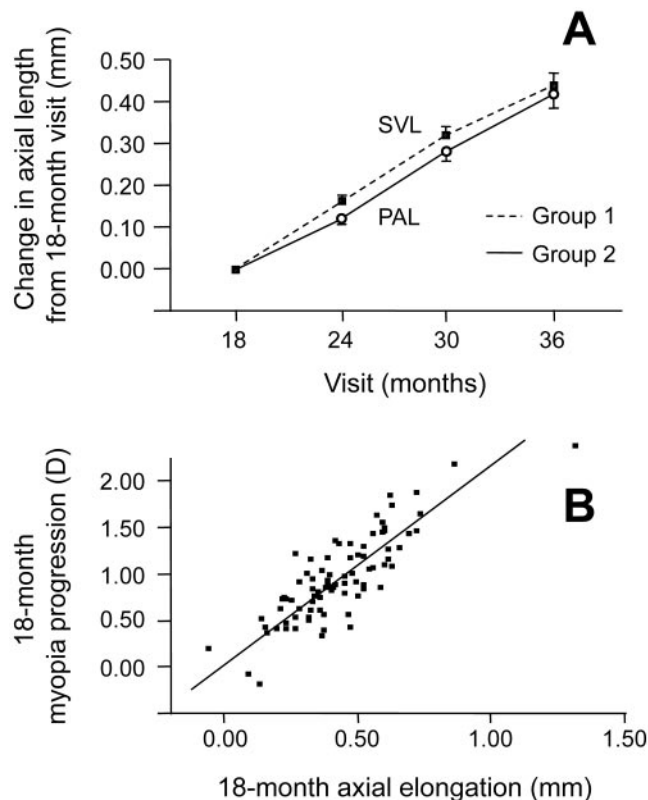 A
Change in axial length
from 18-month visit (mm)
0.50
0.40
0.30
0.20
0.10
0.00
SVL
PAL
Group 1
Group 2
18 24 30 36
Visit (months)
B
18-month
myopia progression (D)
2.00
1.50
1.00
0.50
0.00
0.00 0.50 1.00 1.50
18-month axial elongation (mm)